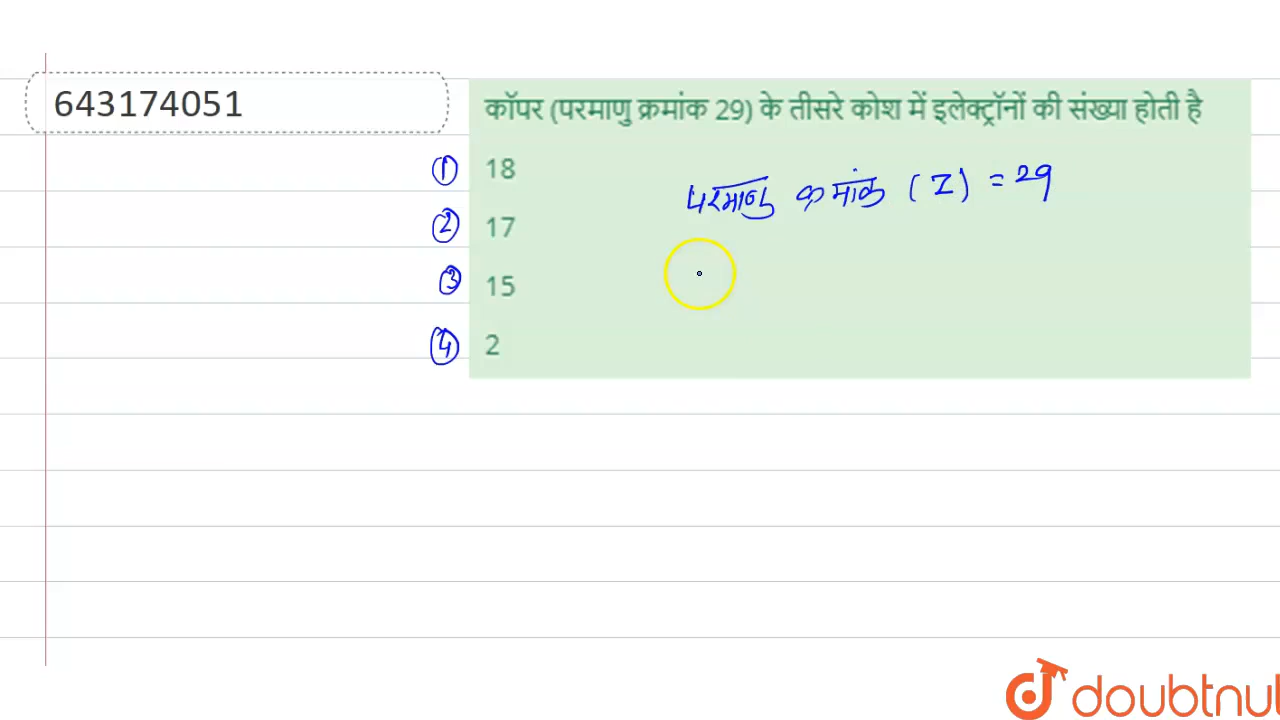 643174051
कॉपर (परमाणु क्रमांक 29) के तीसरे कोश में इलेक्ट्रॉनों की संख्या होती है
① 18
परमाणु क्रमांक (Z) = 29
② 17
③ 15
④ 2
doubtnut